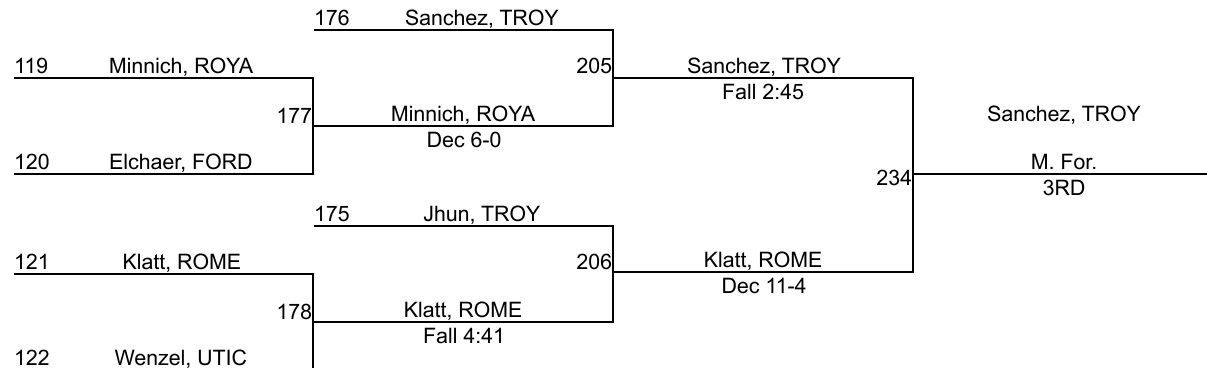 176 Sanchez, TROY
119 Minnich, ROYA
205 Sanchez, TROY
Fall 2:45
177 Minnich, ROYA
Dec 6-0
Sanchez, TROY
120 Elchaer, FORD
M. For.
234
3RD
175 Jhun, TROY
121 Klatt, ROME
206 Klatt, ROME
Dec 11-4
178 Klatt, ROME
Fall 4:41
122 Wenzel, UTIC